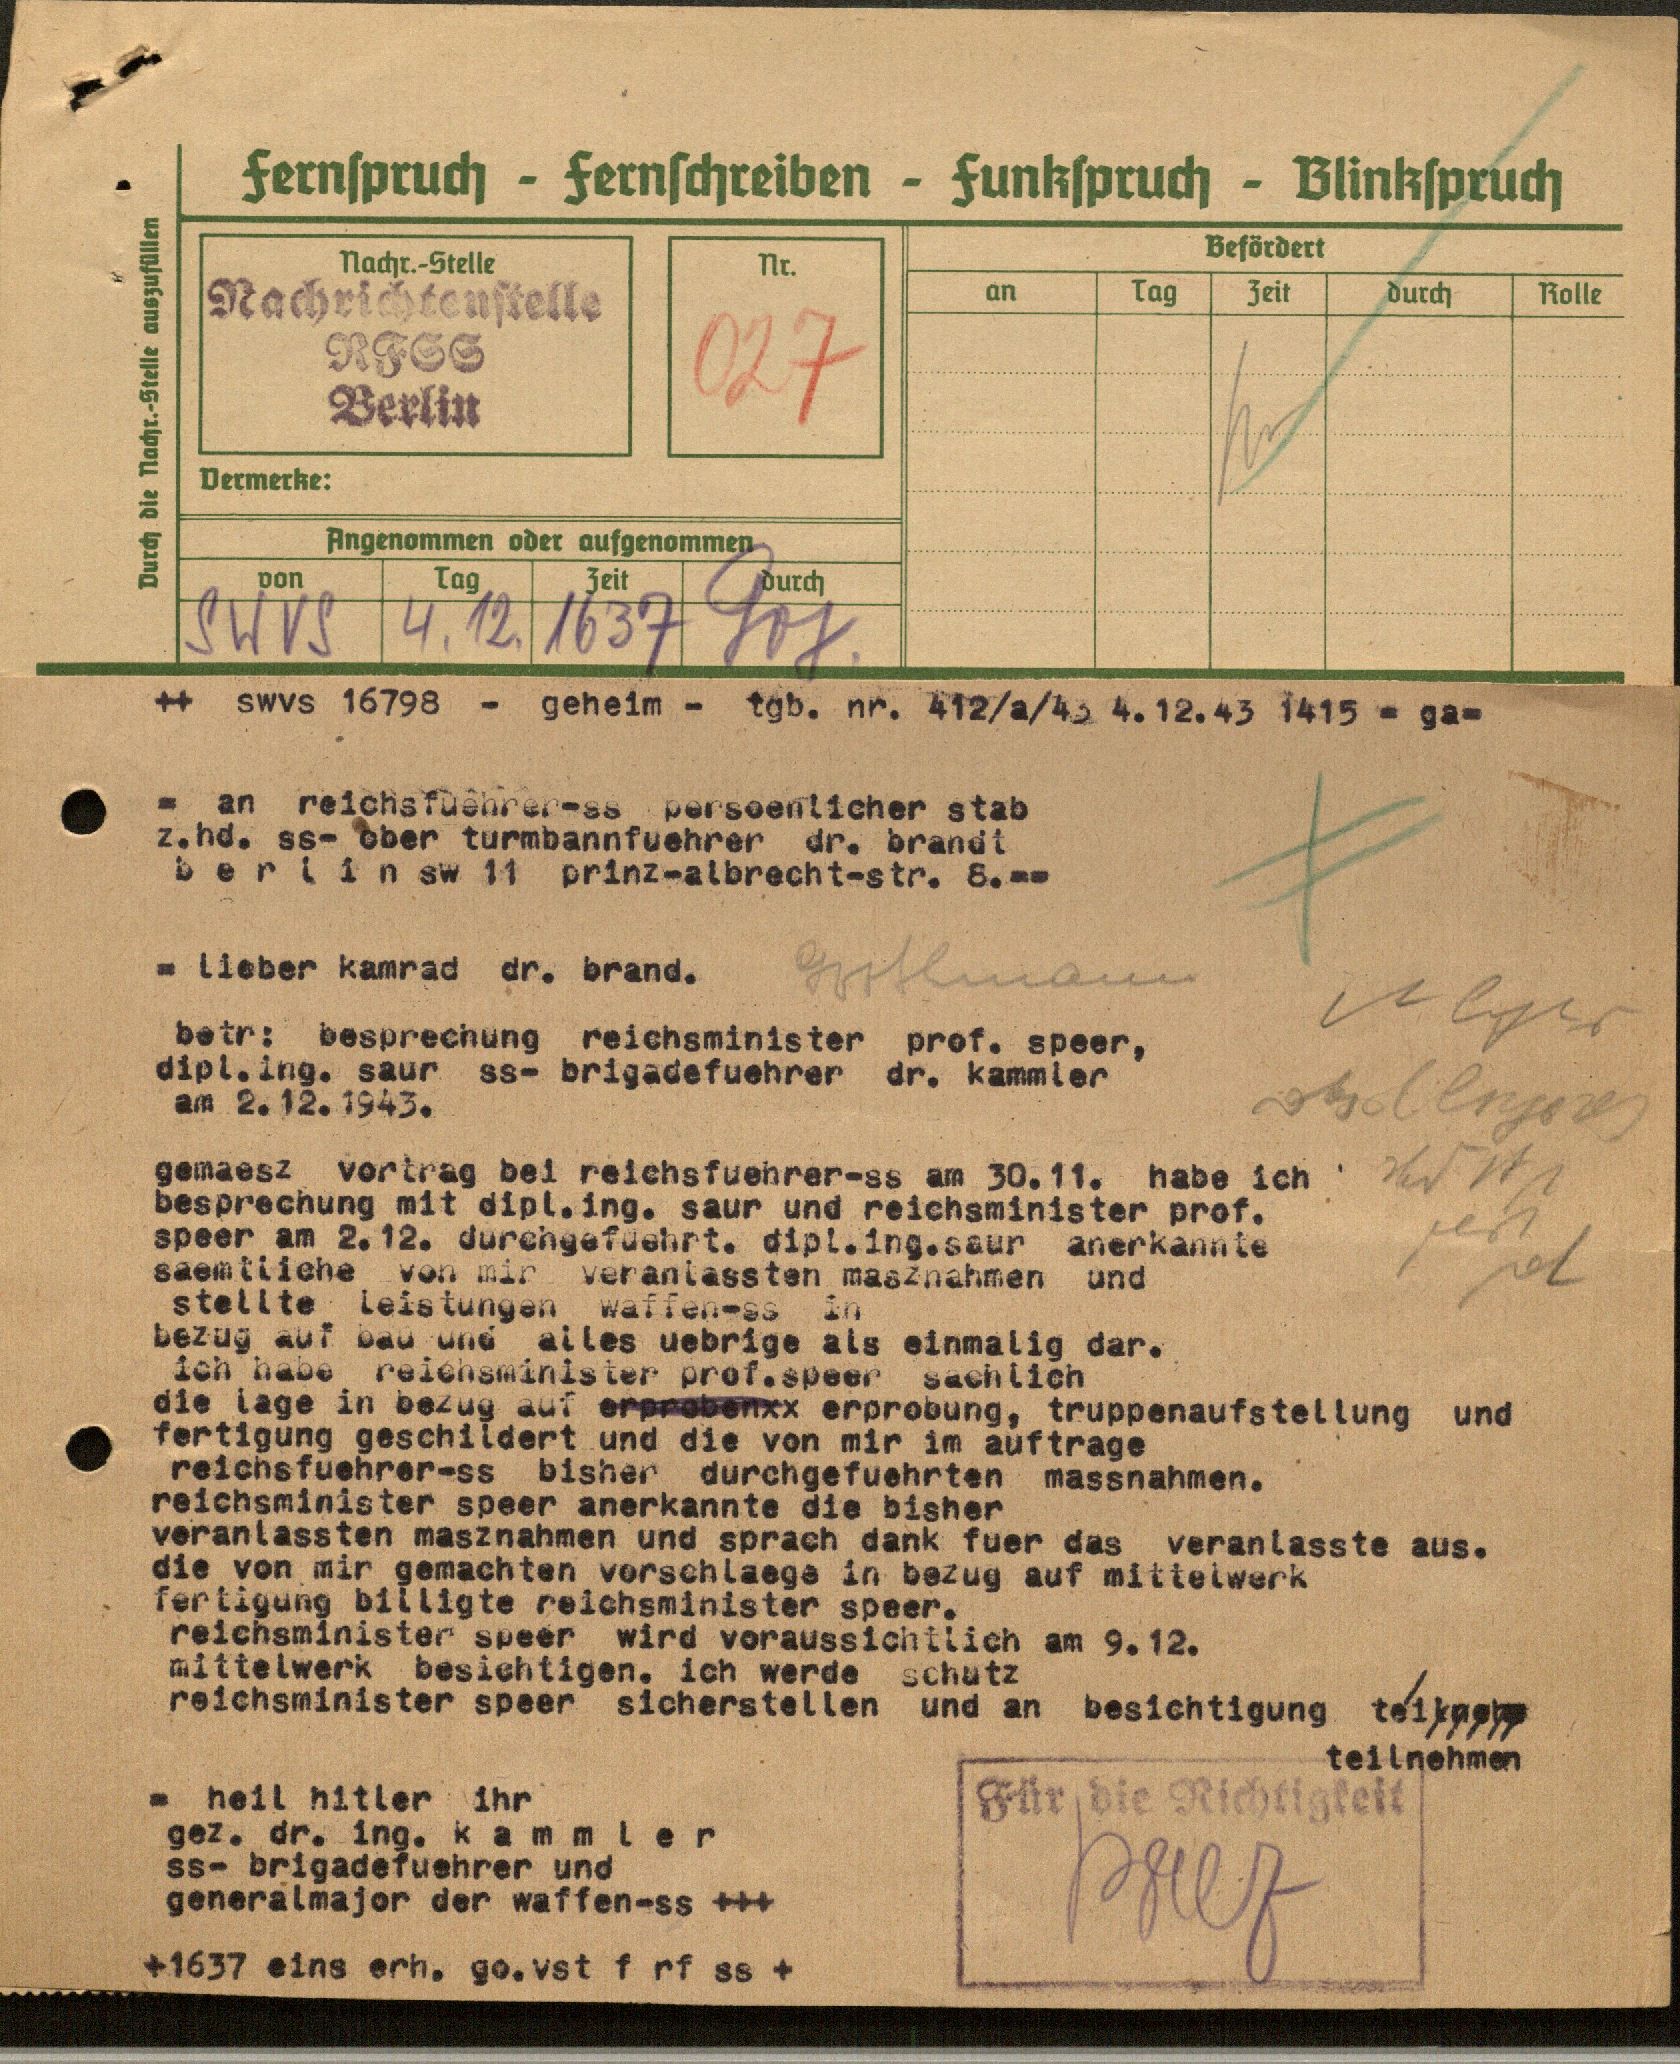 Fernspruch - Fernschreiben - Funkspruch - Blinkspruch
Durch die Nachr.-Stelle auszufüllen
Nachr.-Stelle
Nachrichtenstelle
RFSS
Berlin
Nr.
027
Befördert
an Tag Zeit durch Rolle
Vermerke:
Angenommen oder aufgenommen
von Tag Zeit durch
SWVS 4.12. 1637
++ swvs 16798 - geheim - tgb. nr. 412/a/43 4.12.43 1415 = ga=
= an reichsfuehrer-ss persoenlicher stab
z.hd. ss- ober turmbannfuehrer dr. brandt
b e r l i n sw 11 prinz-albrecht-str. 8.==
= lieber kamrad dr. brand.
betr: besprechung reichsminister prof. speer,
dipl.ing. saur ss- brigadefuehrer dr. kammler
am 2.12.1943.
gemaesz vortrag bei reichsfuehrer-ss am 30.11. habe ich
besprechung mit dipl.ing. saur und reichsminister prof.
speer am 2.12. durchgefuehrt. dipl.ing.saur anerkannte
saemtliche von mir veranlassten masznahmen und
stellte leistungen waffen-ss in
bezug auf bau und alles uebrige als einmalig dar.
ich habe reichsminister prof.speer sachlich
die lage in bezug auf erprobenxx erprobung, truppenaufstellung und
fertigung geschildert und die von mir im auftrage
reichsfuehrer-ss bisher durchgefuehrten massnahmen.
reichsminister speer anerkannte die bisher
veranlassten masznahmen und sprach dank fuer das veranlasste aus.
die von mir gemachten vorschlaege in bezug auf mittelwerk
fertigung billigte reichsminister speer.
reichsminister speer wird voraussichtlich am 9.12.
mittelwerk besichtigen. ich werde schutz
reichsminister speer sicherstellen und an besichtigung
teilnehmen
= heil hitler ihr
gez. dr. ing. k a m m l e r
ss- brigadefuehrer und
generalmajor der waffen-ss +++
+1637 eins erh. go.vst f rf ss +
Für die Richtigkeit